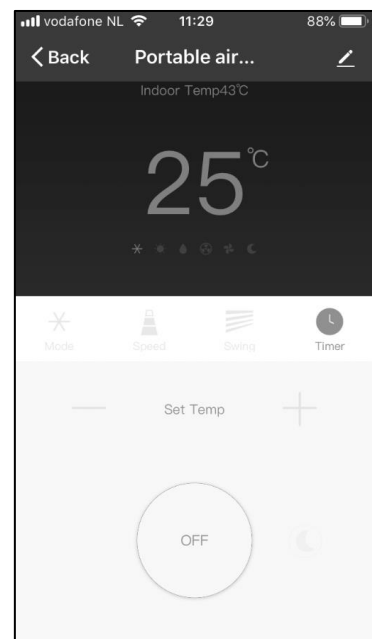 vodafone NL 11:29 88%
Back Portable air...
Indoor Temp43℃
25℃
Mode Speed Swing Timer
Set Temp
OFF